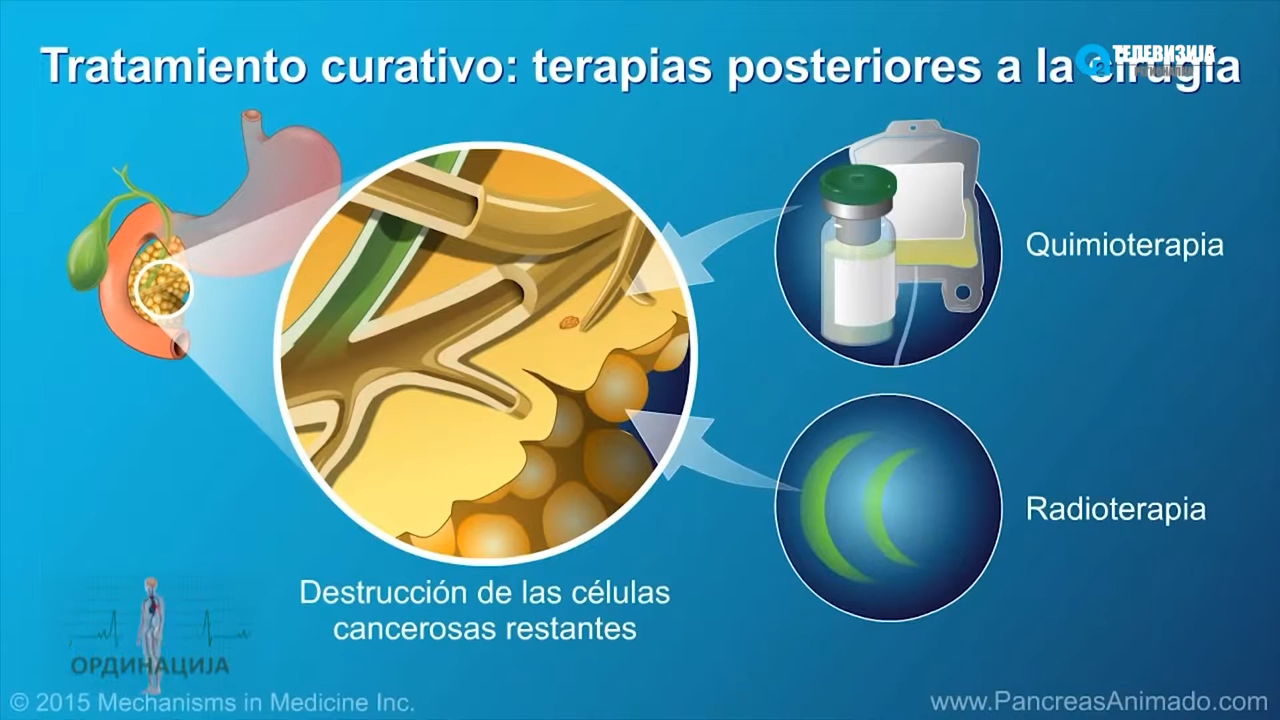 Tratamiento curativo: terapias posteriores a la cirugía
ТЕЛЕВИЗИЈА
Quimioterapia
Radioterapia
Destrucción de las células
cancerosas restantes
ОРДИНАЦИЈА
© 2015 Mechanisms in Medicine Inc.
www.PancreasAnimado.com